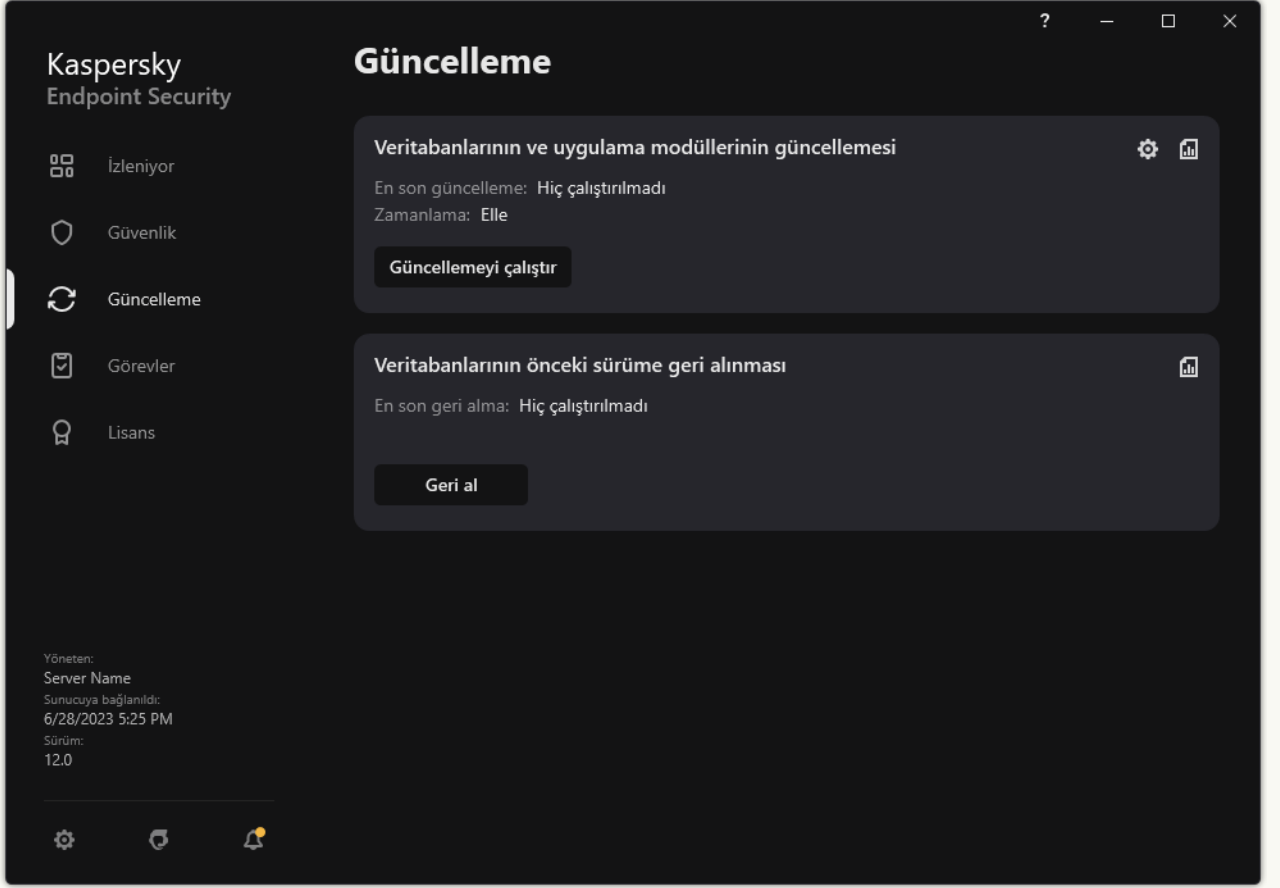 ?
Kaspersky
Endpoint Security
İzleniyor
Güvenlik
Güncelleme
Görevler
Lisans
Yöneten:
Server Name
Sunucuya bağlanıldı:
6/28/2023 5:25 PM
Sürüm:
12.0
Güncelleme
Veritabanlarının ve uygulama modüllerinin güncellemesi
En son güncelleme: Hiç çalıştırılmadı
Zamanlama: Elle
Güncellemeyi çalıştır
Veritabanlarının önceki sürüme geri alınması
En son geri alma: Hiç çalıştırılmadı
Geri al